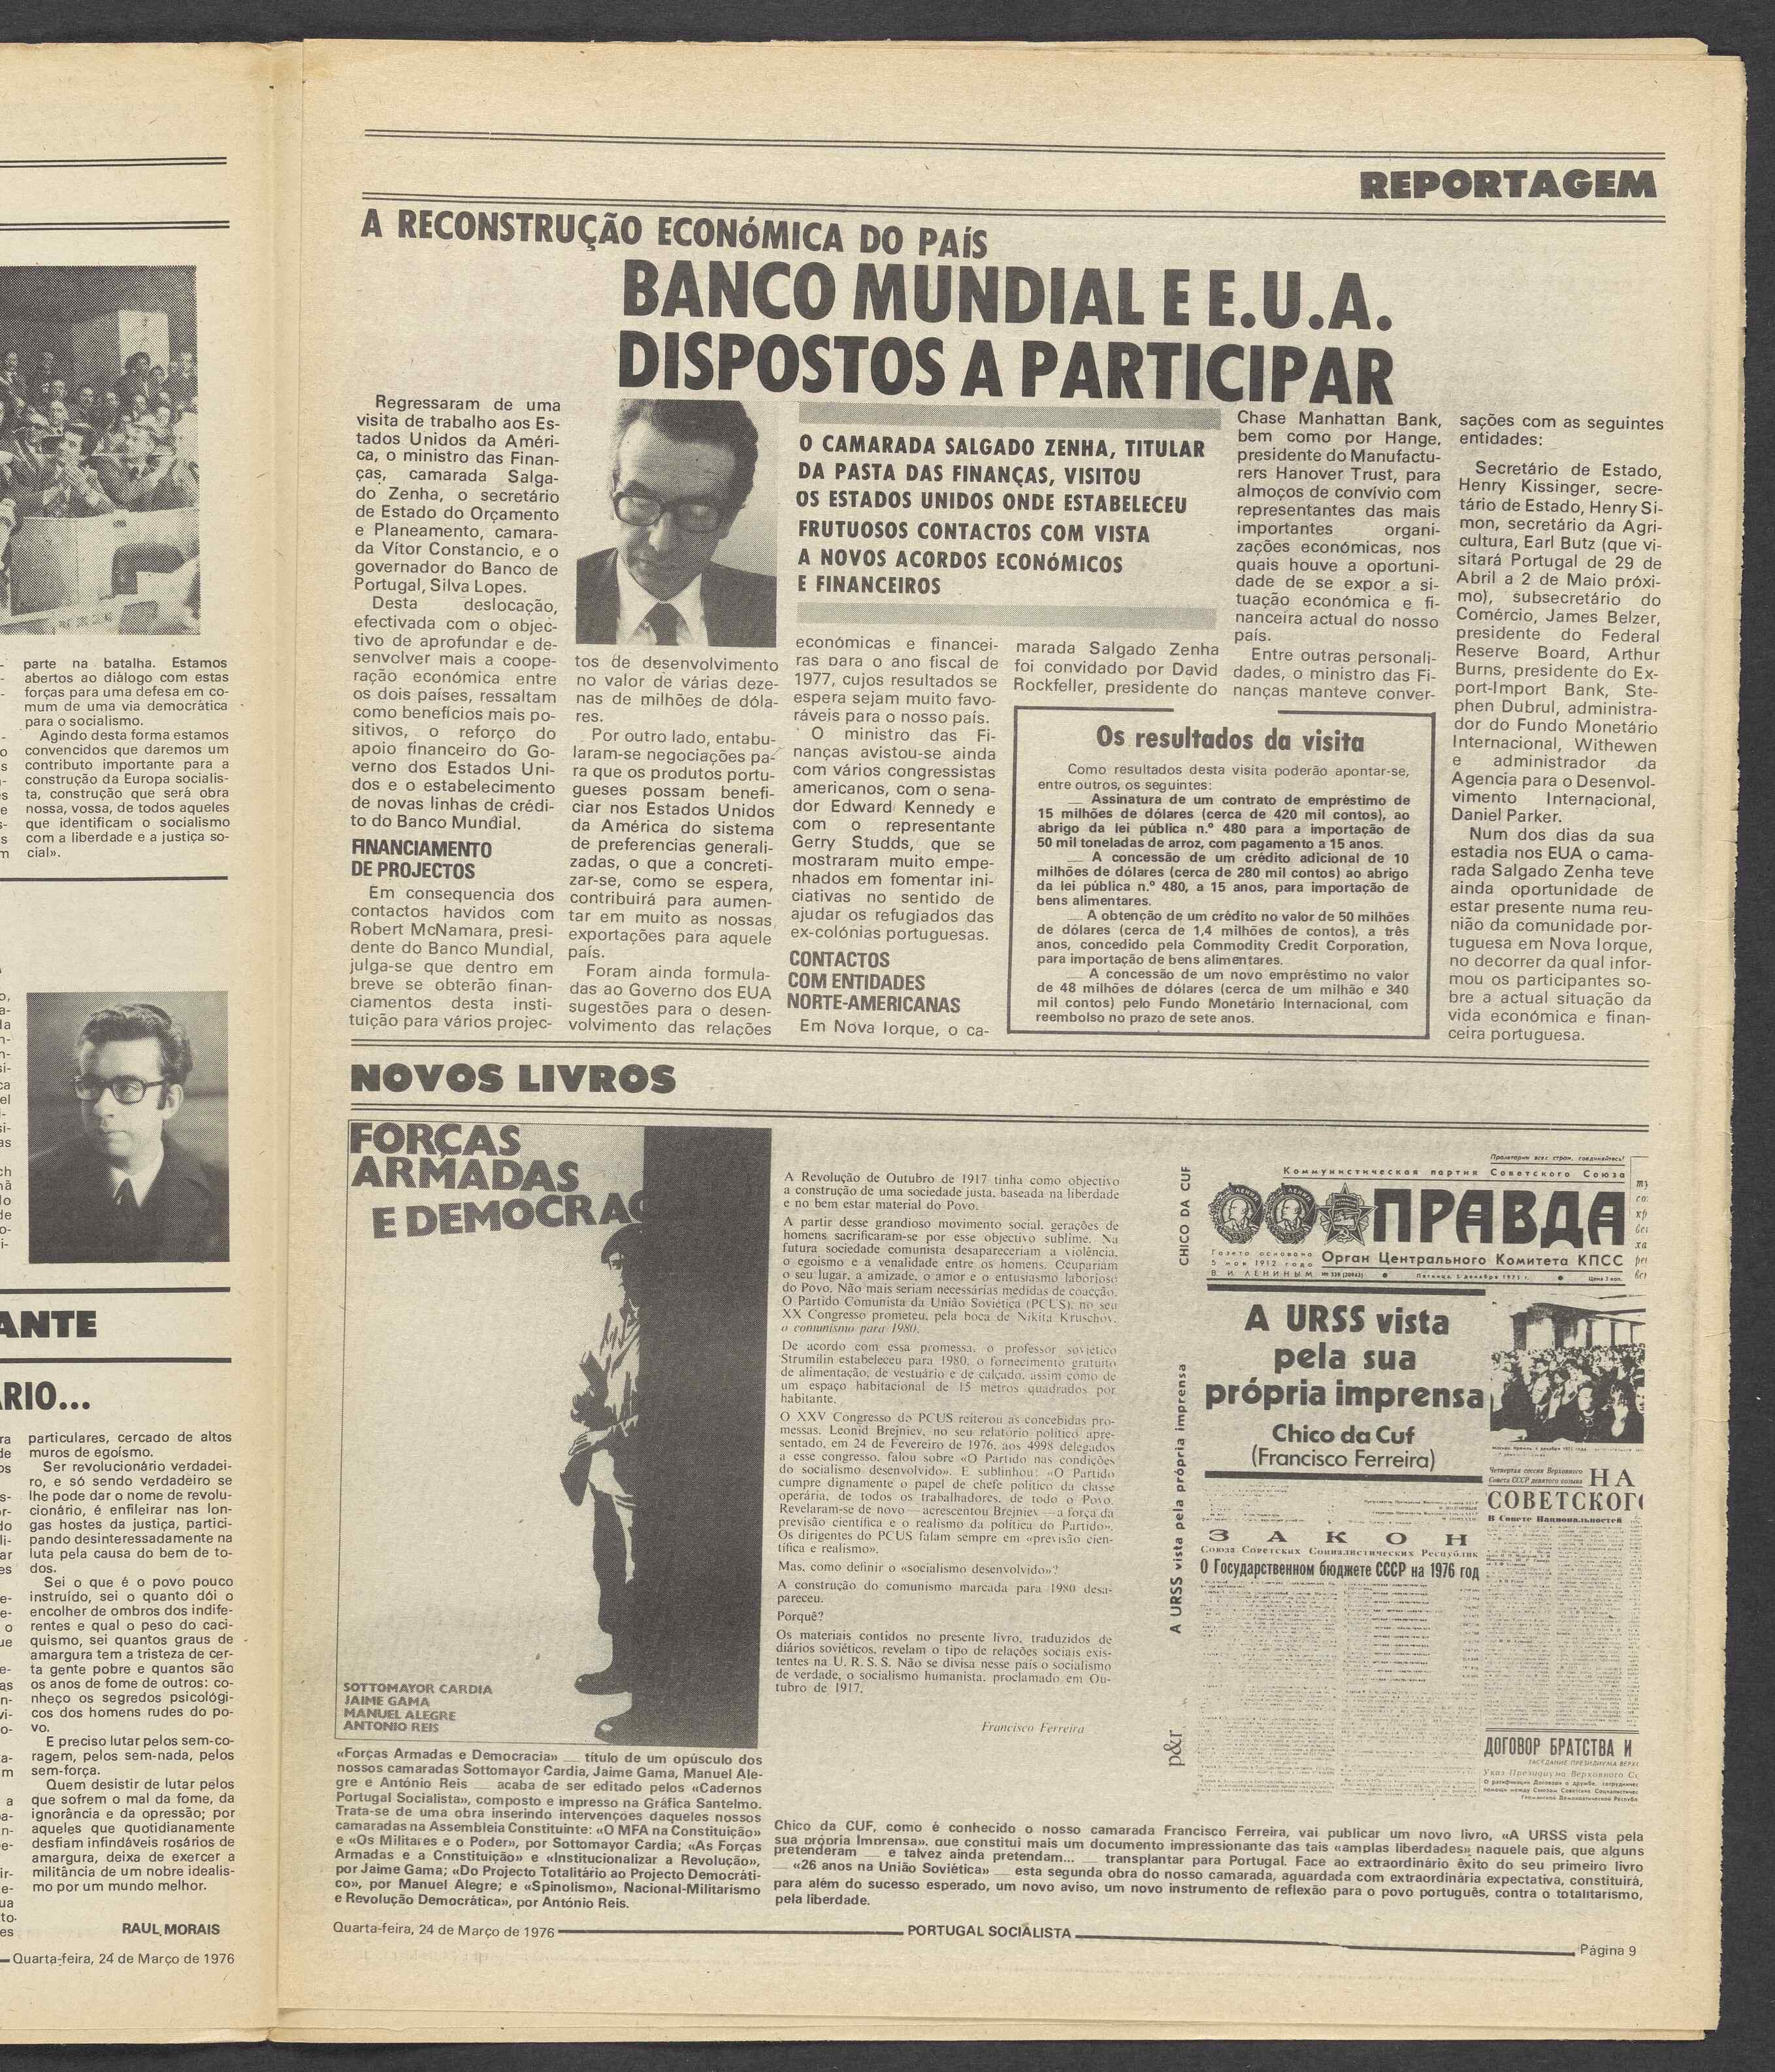 REPORTAGEM
A RECONSTRUÇÃO ECONÓMICA DO PAÍS
BANCO MUNDIAL E E.U.A.
DISPOSTOS A PARTICIPAR
Regressaram de uma
visita de trabalho aos Es-
tados Unidos da Améri-
ca, o ministro das Finan-
ças, camarada Salga-
do Zenha, o secretário
de Estado do Orçamento
e Planeamento, camara-
da Vítor Constancio, e o
governador do Banco de
Portugal, Silva Lopes.
Desta deslocação,
efectivada com o objec-
tivo de aprofundar e de-
senvolver mais a coope-
ração económica entre
os dois países, ressaltam
como benefícios mais po-
sitivos, o reforço do
apoio financeiro do Go-
verno dos Estados Uni-
dos e o estabelecimento
de novas linhas de crédi-
to do Banco Mundial.
FINANCIAMENTO
DE PROJECTOS
Em consequencia dos
contactos havidos com
Robert McNamara, presi-
dente do Banco Mundial,
julga-se que dentro em
breve se obterão finan-
ciamentos desta insti-
tuição para vários projec-
tos de desenvolvimento
no valor de várias deze-
nas de milhões de dóla-
res.
Por outro lado, entabu-
laram-se negociações pa-
ra que os produtos portu-
gueses possam benefi-
ciar nos Estados Unidos
da América do sistema
de preferencias generali-
zadas, o que a concreti-
zar-se, como se espera,
contribuirá para aumen-
tar em muito as nossas
exportações para aquele
país.
Foram ainda formula-
das ao Governo dos EUA
sugestões para o desen-
volvimento das relações
O CAMARADA SALGADO ZENHA, TITULAR
DA PASTA DAS FINANÇAS, VISITOU
OS ESTADOS UNIDOS ONDE ESTABELECEU
FRUTUOSOS CONTACTOS COM VISTA
A NOVOS ACORDOS ECONÓMICOS
E FINANCEIROS
económicas e financei-
ras para o ano fiscal de
1977, cujos resultados se
espera sejam muito favo-
ráveis para o nosso país.
O ministro das Fi-
nanças avistou-se ainda
com vários congressistas
americanos, com o sena-
dor Edward Kennedy e
com o representante
Gerry Studds, que se
mostraram muito empe-
nhados em fomentar ini-
ciativas no sentido de
ajudar os refugiados das
ex-colónias portuguesas.
CONTACTOS
COM ENTIDADES
NORTE-AMERICANAS
Em Nova Iorque, o ca-
marada Salgado Zenha
foi convidado por David
Rockfeller, presidente do
Chase Manhattan Bank,
bem como por Hange,
presidente do Manufactu-
rers Hanover Trust, para
almoços de convívio com
representantes das mais
importantes organi-
zações económicas, nos
quais houve a oportuni-
dade de se expor a si-
tuação económica e fi-
nanceira actual do nosso
país.
Entre outras personali-
dades, o ministro das Fi-
nanças manteve conver-
sações com as seguintes
entidades:
Secretário de Estado,
Henry Kissinger, secre-
tário de Estado, Henry Si-
mon, secretário da Agri-
cultura, Earl Butz (que vi-
sitará Portugal de 29 de
Abril a 2 de Maio próxi-
mo), subsecretário do
Comércio, James Belzer,
presidente do Federal
Reserve Board, Arthur
Burns, presidente do Ex-
port-Import Bank, Ste-
phen Dubrul, administra-
dor do Fundo Monetário
Internacional, Withewen
e administrador da
Agencia para o Desenvol-
vimento Internacional,
Daniel Parker.
Num dos dias da sua
estadia nos EUA o cama-
rada Salgado Zenha teve
ainda oportunidade de
estar presente numa reu-
nião da comunidade por-
tuguesa em Nova Iorque,
no decorrer da qual infor-
mou os participantes so-
bre a actual situação da
vida económica e finan-
ceira portuguesa.
Os resultados da visita
Como resultados desta visita poderão apontar-se,
entre outros, os seguintes:
— Assinatura de um contrato de empréstimo de
15 milhões de dólares (cerca de 420 mil contos), ao
abrigo da lei pública n.º 480 para a importação de
50 mil toneladas de arroz, com pagamento a 15 anos.
— A concessão de um crédito adicional de 10
milhões de dólares (cerca de 280 mil contos) ao abrigo
da lei pública n.º 480, a 15 anos, para importação de
bens alimentares.
— A obtenção de um crédito no valor de 50 milhões
de dólares (cerca de 1,4 milhões de contos), a três
anos, concedido pela Commodity Credit Corporation,
para importação de bens alimentares.
— A concessão de um novo empréstimo no valor
de 48 milhões de dólares (cerca de um milhão e 340
mil contos) pelo Fundo Monetário Internacional, com
reembolso no prazo de sete anos.
NOVOS LIVROS
FORÇAS
ARMADAS
E DEMOCRAC
SOTTOMAYOR CARDIA
JAIME GAMA
MANUEL ALEGRE
ANTONIO REIS
«Forças Armadas e Democracia» — título de um opúsculo dos
nossos camaradas Sottomayor Cardia, Jaime Gama, Manuel Ale-
gre e António Reis — acaba de ser editado pelos «Cadernos
Portugal Socialista», composto e impresso na Gráfica Santelmo.
Trata-se de uma obra inserindo intervenções daqueles nossos
camaradas na Assembleia Constituinte: «O MFA na Constituição»
e «Os Militares e o Poder», por Sottomayor Cardia; «As Forças
Armadas e a Constituição» e «Institucionalizar a Revolução»,
por Jaime Gama; «Do Projecto Totalitário ao Projecto Democráti-
co», por Manuel Alegre; e «Spinolismo», Nacional-Militarismo
e Revolução Democrática», por António Reis.
A Revolução de Outubro de 1917 tinha como objectivo
a construção de uma sociedade justa, baseada na liberdade
e no bem estar material do Povo.
A partir desse grandioso movimento social, gerações de
homens sacrificaram-se por esse objectivo sublime. Na
futura sociedade comunista desapareceriam a violência,
o egoísmo e a venalidade entre os homens. Ocupariam
o seu lugar, a amizade, o amor e o entusiasmo laborioso
do Povo. Não mais seriam necessárias medidas de coacção.
O Partido Comunista da União Soviética (PCUS), no seu
XX Congresso prometeu, pela boca de Nikita Kruschov,
o comunismo para 1980.
De acordo com essa promessa, o professor soviético
Strumilin estabeleceu para 1980, o fornecimento gratuito
de alimentação, de vestuário e de calçado, assim como de
um espaço habitacional de 15 metros quadrados por
habitante.
O XXV Congresso do PCUS reiterou as concebidas pro-
messas. Leonid Brejniev, no seu relatório político apre-
sentado, em 24 de Fevereiro de 1976, aos 4998 delegados
a esse congresso, falou sobre «O Partido nas condições
do socialismo desenvolvido». E sublinhou: «O Partido
cumpre dignamente o papel de chefe político da classe
operária, de todos os trabalhadores, de todo o Povo.
Revelaram-se de novo — acrescentou Brejniev — a força da
previsão científica e o realismo da política do Partido».
Os dirigentes do PCUS falam sempre em «previsão cien-
tífica e realismo».
Mas, como definir o «socialismo desenvolvido»?
A construção do comunismo marcada para 1980 desa-
pareceu.
Porquê?
Os materiais contidos no presente livro, traduzidos de
diários soviéticos, revelam o tipo de relações sociais exis-
tentes na U. R. S. S. Não se divisa nesse país o socialismo
de verdade, o socialismo humanista, proclamado em Ou-
tubro de 1917.
Francisco Ferreira
CHICO DA CUF
A URSS vista pela própria imprensa
p&r
Пролетарии всех стран, соединяйтесь!
Коммунистическая партия Советского Союза
ПРАВДА
Газета основана
5 мая 1912 года
В. И. ЛЕНИНЫМ
Орган Центрального Комитета КПСС
Цена 3 коп.
A URSS vista
pela sua
própria imprensa
Chico da Cuf
(Francisco Ferreira)
Четвертая сессия Верховного
Совета СССР девятого созыва
НА
СОВЕТСКОГ
В Совете Национальностей
ЗАКОН
Союза Советских Социалистических Республик
О Государственном бюджете СССР на 1976 год
ДОГОВОР БРАТСТВА И
Указ Президиума Верховного С
Chico da CUF, como é conhecido o nosso camarada Francisco Ferreira, vai publicar um novo livro, «A URSS vista pela
sua própria Imprensa», que constitui mais um documento impressionante das tais «amplas liberdades» naquele país, que alguns
pretenderam — e talvez ainda pretendam... — transplantar para Portugal. Face ao extraordinário êxito do seu primeiro livro
— «26 anos na União Soviética» — esta segunda obra do nosso camarada, aguardada com extraordinária expectativa, constituirá,
para além do sucesso esperado, um novo aviso, um novo instrumento de reflexão para o povo português, contra o totalitarismo,
pela liberdade.
Quarta-feira, 24 de Março de 1976
PORTUGAL SOCIALISTA
Página 9
parte na batalha. Estamos
abertos ao diálogo com estas
forças para uma defesa em co-
mum de uma via democrática
para o socialismo.
Agindo desta forma estamos
convencidos que daremos um
contributo importante para a
construção da Europa socialis-
ta, construção que será obra
nossa, vossa, de todos aqueles
que identificam o socialismo
com a liberdade e a justiça so-
cial».
ANTE
RIO...
particulares, cercado de altos
muros de egoísmo.
Ser revolucionário verdadei-
ro, e só sendo verdadeiro se
lhe pode dar o nome de revolu-
cionário, é enfileirar nas lon-
gas hostes da justiça, partici-
pando desinteressadamente na
luta pela causa do bem de to-
dos.
Sei o que é o povo pouco
instruído, sei o quanto dói o
encolher de ombros dos indife-
rentes e qual o peso do caci-
quismo, sei quantos graus de
amargura tem a tristeza de cer-
ta gente pobre e quantos são
os anos de fome de outros: co-
nheço os segredos psicológi-
cos dos homens rudes do po-
vo.
E preciso lutar pelos sem-co-
ragem, pelos sem-nada, pelos
sem-força.
Quem desistir de lutar pelos
que sofrem o mal da fome, da
ignorância e da opressão; por
aqueles que quotidianamente
desfiam infindáveis rosários de
amargura, deixa de exercer a
militância de um nobre idealis-
mo por um mundo melhor.
RAUL MORAIS
Quarta-feira, 24 de Março de 1976